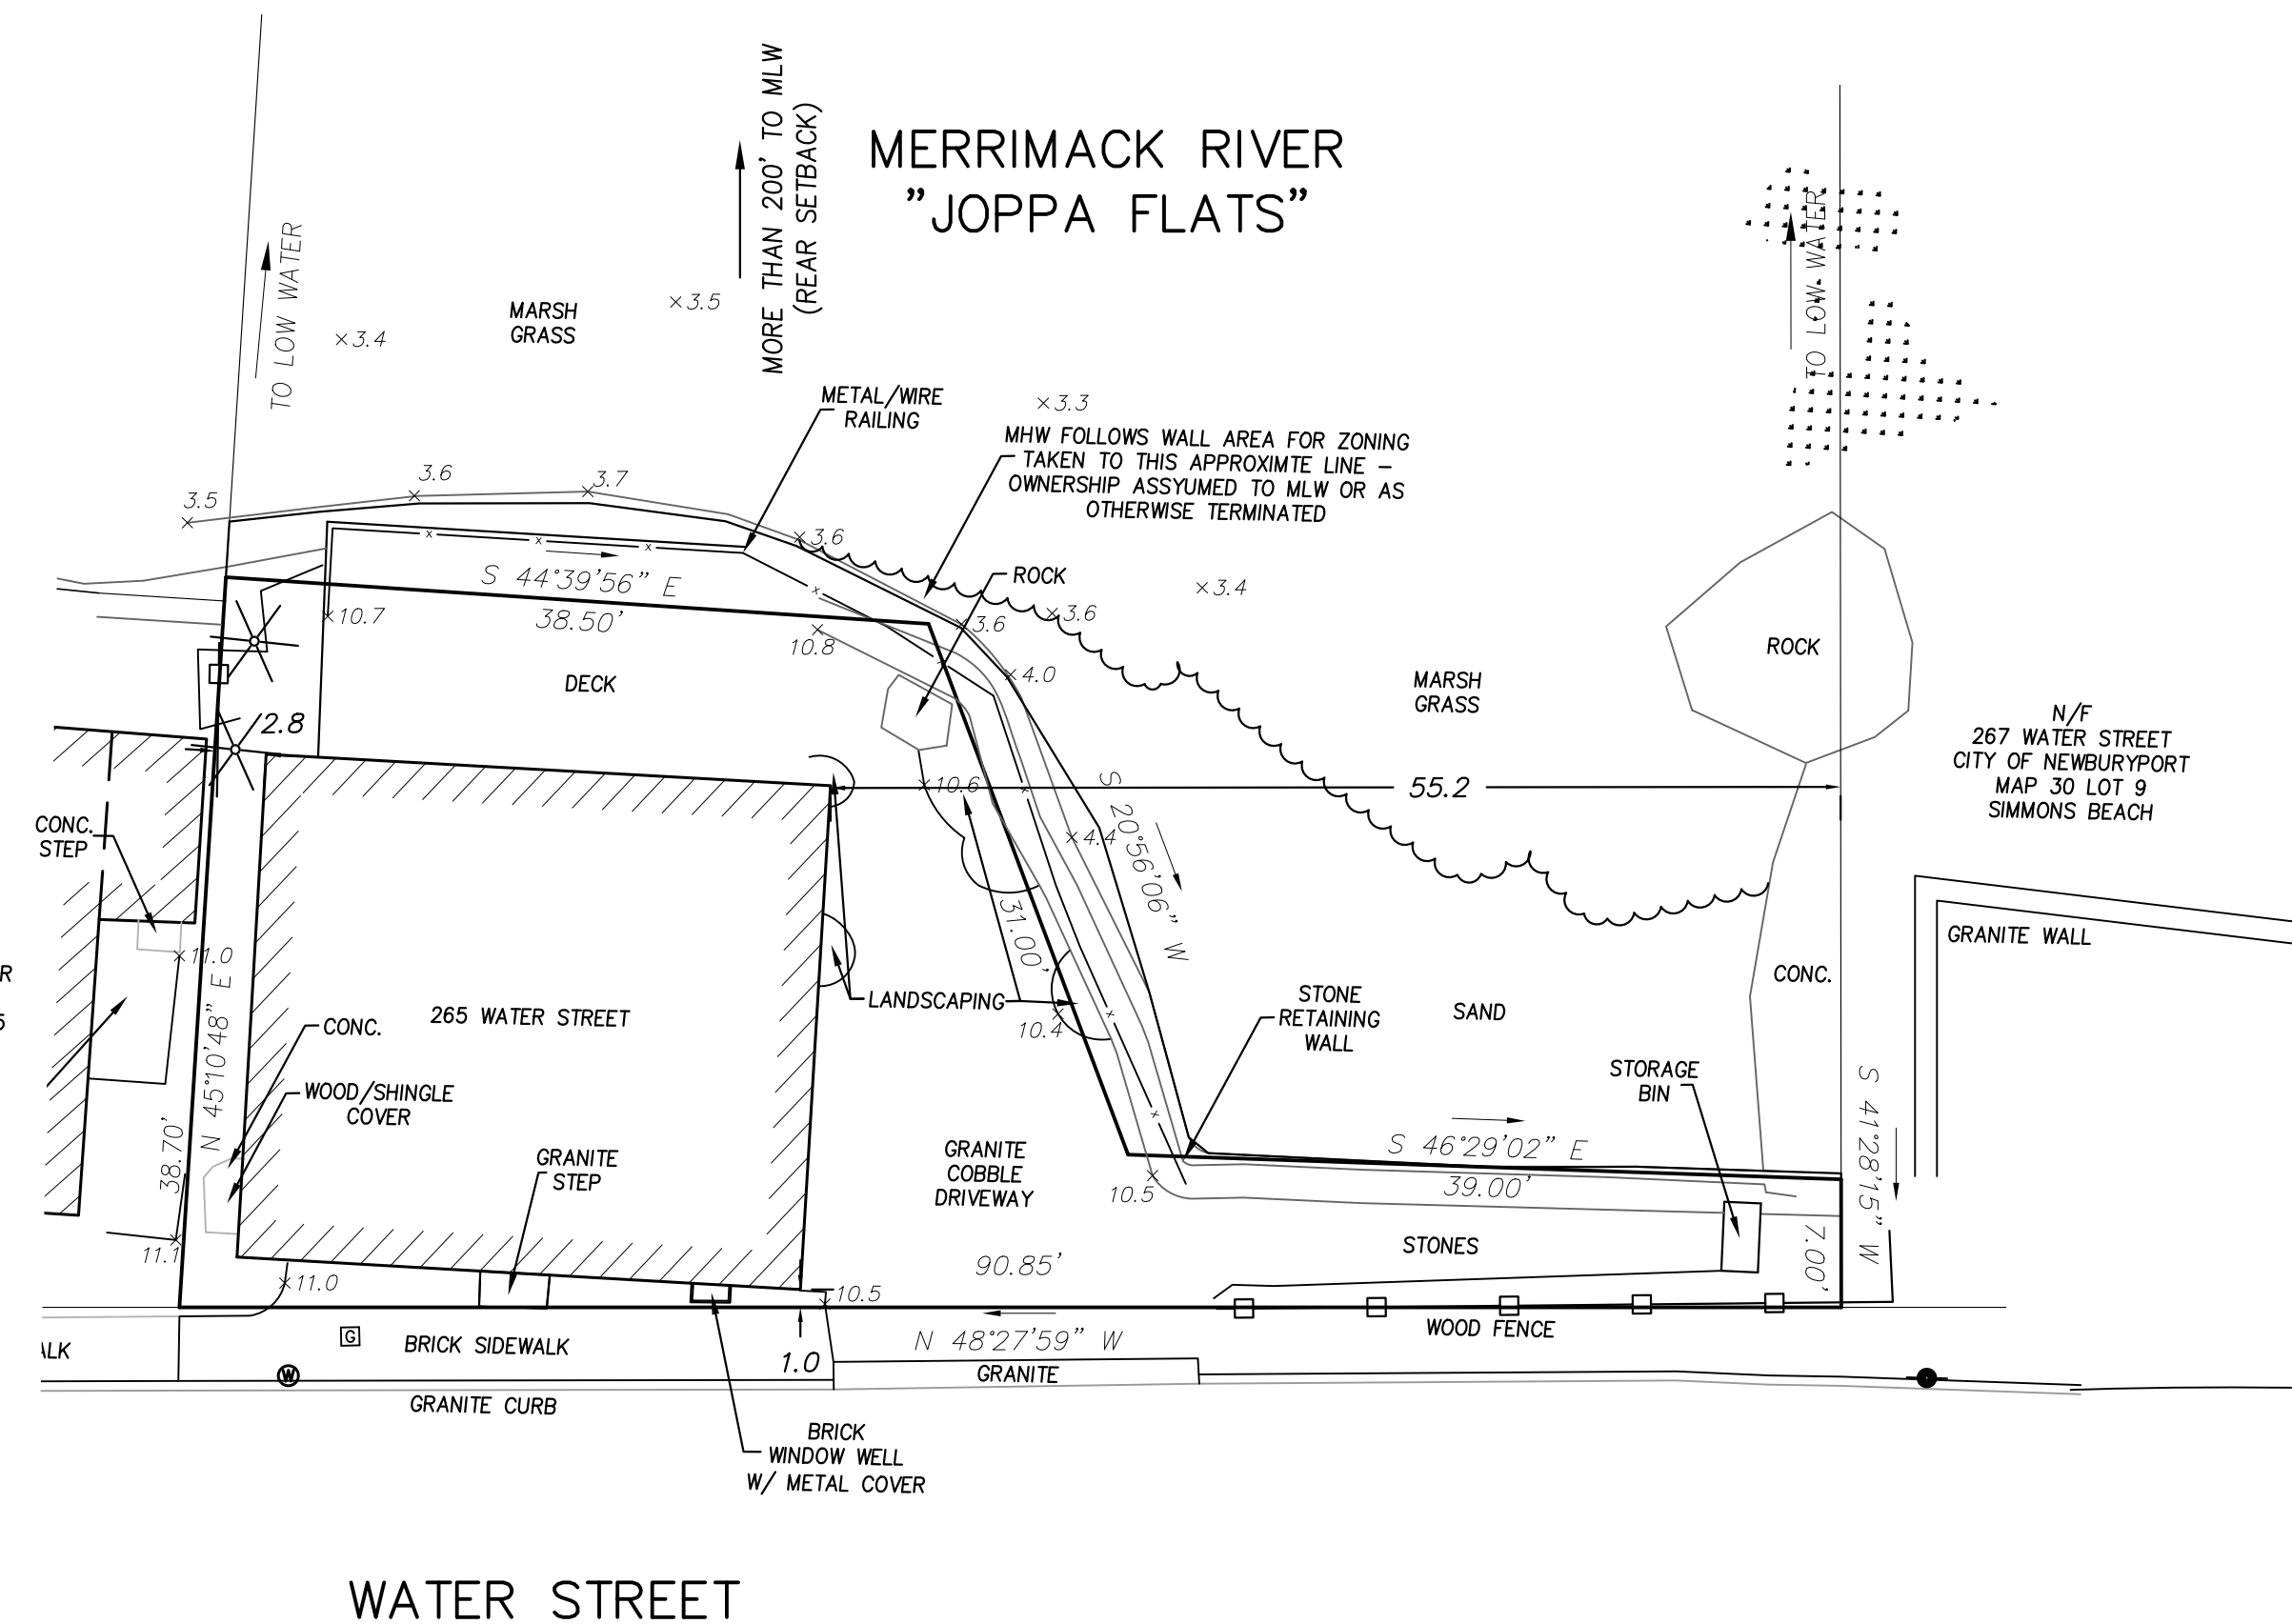 MERRIMACK RIVER
"JOPPA FLATS"
MORE THAN 200' TO MLW
(REAR SETBACK)
TO LOW WATER
TO LOW WATER
×3.5
MARSH
GRASS
×3.4
METAL/WIRE
RAILING
×3.3
MHW FOLLOWS WALL AREA FOR ZONING
TAKEN TO THIS APPROXIMTE LINE –
OWNERSHIP ASSYUMED TO MLW OR AS
OTHERWISE TERMINATED
3.5
3.6
3.7
3.6
S 44°39'56" E
38.50'
ROCK
×3.4
3.6
3.6
10.7
10.8
4.0
ROCK
DECK
MARSH
GRASS
N/F
267 WATER STREET
CITY OF NEWBURYPORT
MAP 30 LOT 9
SIMMONS BEACH
2.8
10.6
55.2
S 20°56'06" W
31.00'
4.4
CONC.
STEP
GRANITE WALL
11.0
R
5
N 45°10'48" E
38.70'
265 WATER STREET
LANDSCAPING
10.4
STONE
RETAINING
WALL
SAND
CONC.
CONC.
WOOD/SHINGLE
COVER
STORAGE
BIN
S 41°28'15" W
7.00'
GRANITE
STEP
GRANITE
COBBLE
DRIVEWAY
S 46°29'02" E
39.00'
10.5
11.1
11.0
90.85'
STONES
10.5
N 48°27'59" W
WOOD FENCE
ALK
G
BRICK SIDEWALK
1.0
GRANITE
W
GRANITE CURB
BRICK
WINDOW WELL
W/ METAL COVER
WATER STREET